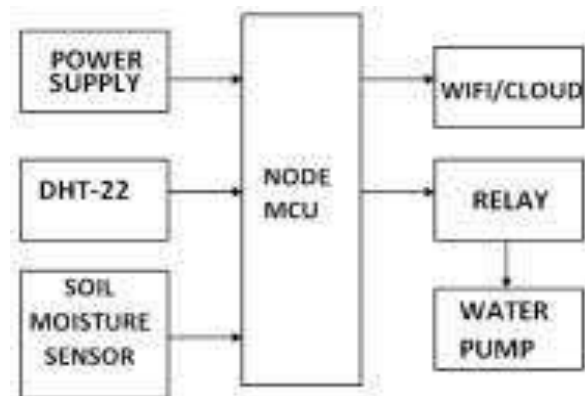 POWER
SUPPLY
DHT-22
SOIL
MOISTURE
SENSOR
NODE
MCU
WIFI/CLOUD
RELAY
WATER
PUMP